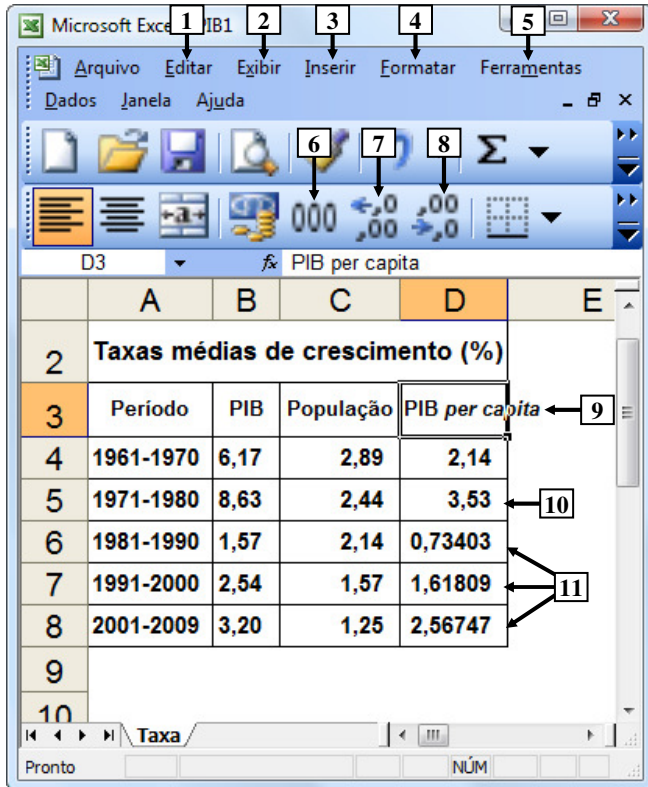 Microsoft Exce PIB1
1 2 3 4 5
Arquivo Editar Exibir Inserir Formatar Ferramentas
Dados Janela Ajuda
6 7 8
Σ
a 000 ,0 ,00 ,00 ,0
D3 fx PIB per capita
A B C D E
2 Taxas médias de crescimento (%)
3 Período PIB População PIB per capita 9
4 1961-1970 6,17 2,89 2,14
5 1971-1980 8,63 2,44 3,53 10
6 1981-1990 1,57 2,14 0,73403
7 1991-2000 2,54 1,57 1,61809 11
8 2001-2009 3,20 1,25 2,56747
9
10
Taxa
Pronto NÚM